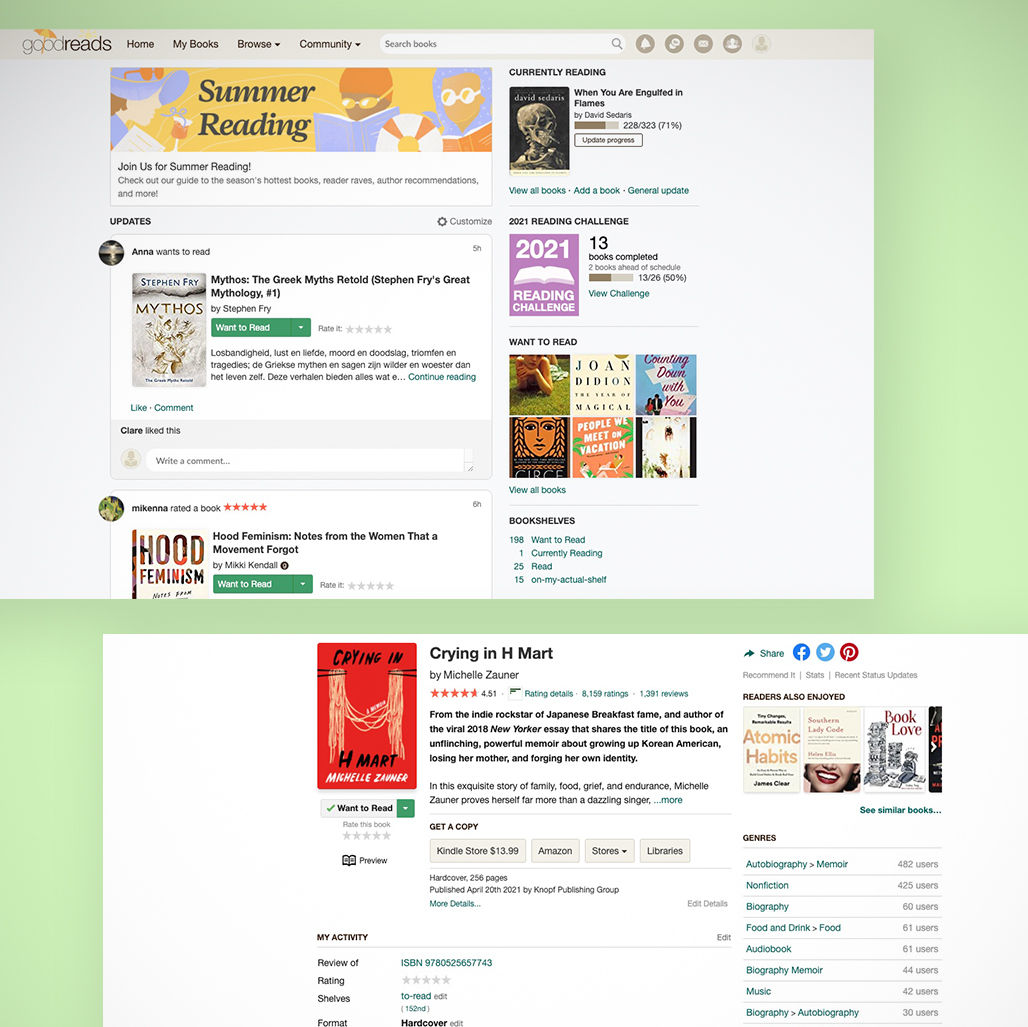 goodreads Home My Books Browse Community Search books
Summer
Reading
Join Us for Summer Reading!
Check out our guide to the season's hottest books, reader raves, author recommendations,
and more!
UPDATES Customize
Anna wants to read 5h
STEPHEN FRY
MYTHOS
The Greek Myths Retold
Mythos: The Greek Myths Retold (Stephen Fry's Great
Mythology, #1)
by Stephen Fry
Want to Read Rate it:
Losbandigheid, lust en liefde, moord en doodslag, triomfen en
tragedies; de Griekse mythen en sagen zijn wilder en woester dan
het leven zelf. Deze verhalen bieden alles wat e... Continue reading
Like · Comment
Clare liked this
Write a comment...
mikenna rated a book 6h
HOOD
FEMINISM
NOTES FROM
Hood Feminism: Notes from the Women That a
Movement Forgot
by Mikki Kendall
Want to Read Rate it:
CURRENTLY READING
david sedaris
When You Are Engulfed in
Flames
by David Sedaris
228/323 (71%)
Update progress
View all books · Add a book · General update
2021 READING CHALLENGE
2021
READING
CHALLENGE
13
books completed
2 books ahead of schedule
13/26 (50%)
View Challenge
WANT TO READ
JOAN
DIDION
THE YEAR OF
MAGICAL
Counting
Down
with
You
CIRCE
PEOPLE WE
MEET ON
VACATION
View all books
BOOKSHELVES
198 Want to Read
1 Currently Reading
25 Read
15 on-my-actual-shelf
CRYING IN
A MEMOIR
H MART
MICHELLE ZAUNER
Want to Read
Rate this book
Preview
Crying in H Mart
by Michelle Zauner
4.51 · Rating details · 8,159 ratings · 1,391 reviews
From the indie rockstar of Japanese Breakfast fame, and author of
the viral 2018 New Yorker essay that shares the title of this book, an
unflinching, powerful memoir about growing up Korean American,
losing her mother, and forging her own identity.
In this exquisite story of family, food, grief, and endurance, Michelle
Zauner proves herself far more than a dazzling singer, ...more
GET A COPY
Kindle Store $13.99 Amazon Stores Libraries
Hardcover, 256 pages
Published April 20th 2021 by Knopf Publishing Group
More Details... Edit Details
MY ACTIVITY Edit
Review of ISBN 9780525657743
Rating
Shelves to-read edit
( 152nd )
Format Hardcover edit
Share
Recommend It | Stats | Recent Status Updates
READERS ALSO ENJOYED
Tiny Changes,
Remarkable Results
Atomic
Habits
James Clear
Southern
Lady Code
Helen Ellis
Book
Love
See similar books…
GENRES
Autobiography > Memoir 482 users
Nonfiction 425 users
Biography 60 users
Food and Drink > Food 61 users
Audiobook 61 users
Biography Memoir 44 users
Music 42 users
Biography > Autobiography 30 users